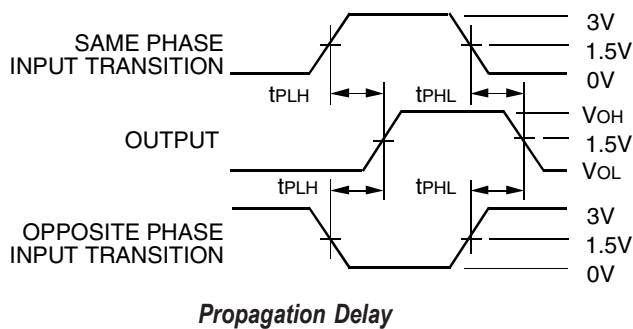 SAME PHASE
INPUT TRANSITION
3V
1.5V
0V
tPLH
tPHL
OUTPUT
VOH
1.5V
VOL
tPLH
tPHL
OPPOSITE PHASE
INPUT TRANSITION
3V
1.5V
0V
Propagation Delay